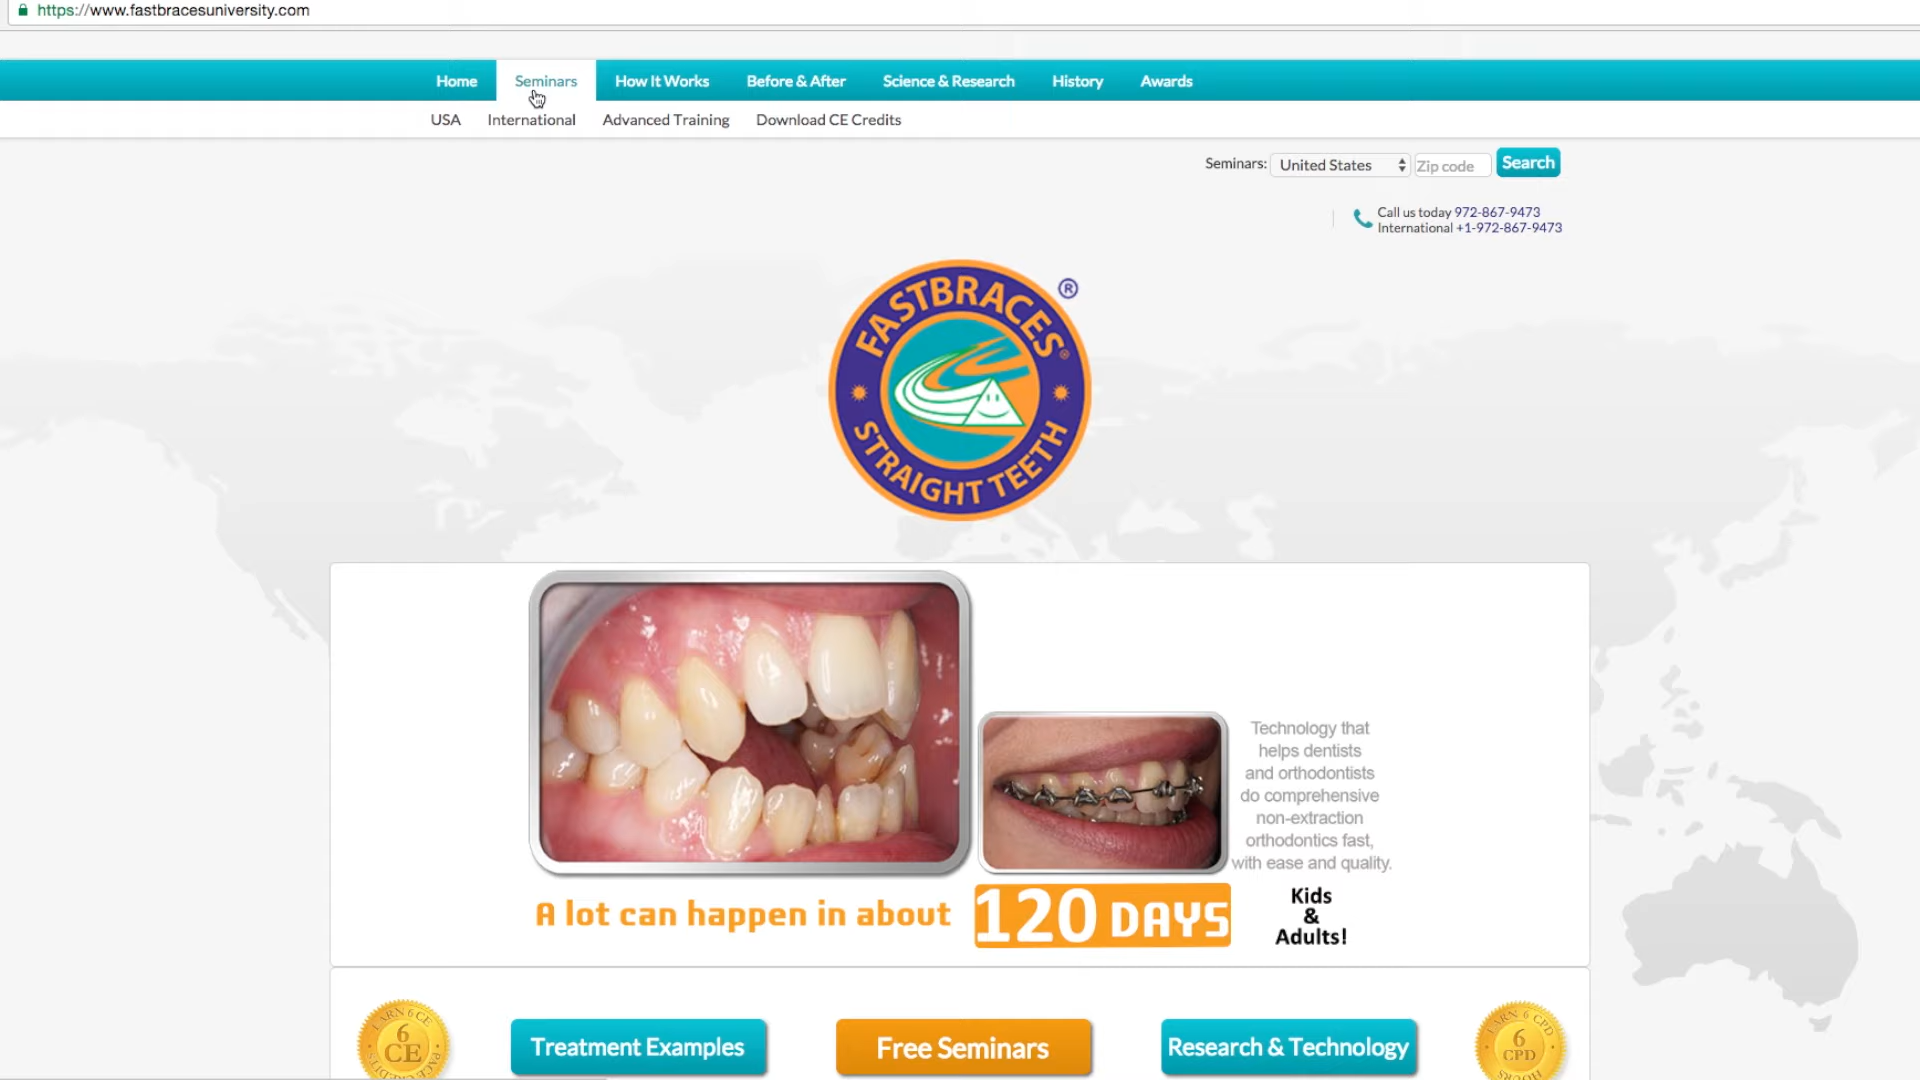 https://www.fastbracesuniversity.com
Home Seminars How It Works Before & After Science & Research History Awards
USA International Advanced Training Download CE Credits
Seminars: United States Zip code Search
Call us today 972-867-9473
International +1-972-867-9473
FASTBRACES® ®
STRAIGHT TEETH
Technology that
helps dentists
and orthodontists
do comprehensive
non-extraction
orthodontics fast,
with ease and quality.
A lot can happen in about 120 DAYS
Kids
&
Adults!
EARN 6 CE
6
CE
PACE CREDITS
Treatment Examples Free Seminars Research & Technology
EARN 6 CPD
6
CPD
HOURS